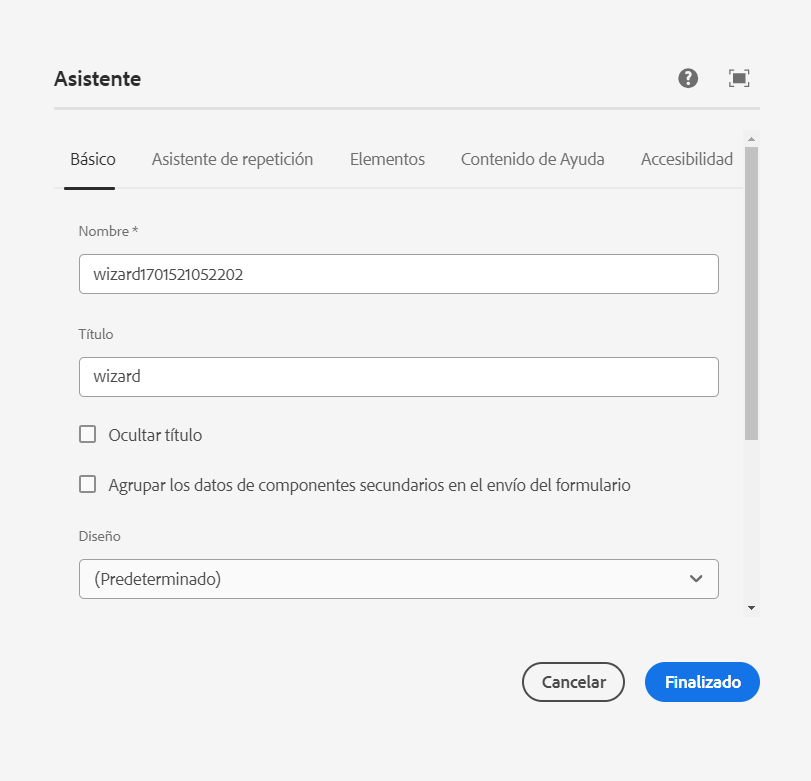 Asistente
Básico Asistente de repetición Elementos Contenido de Ayuda Accesibilidad
Nombre *
wizard1701521052202
Título
wizard
Ocultar título
Agrupar los datos de componentes secundarios en el envío del formulario
Diseño
(Predeterminado)
Cancelar Finalizado